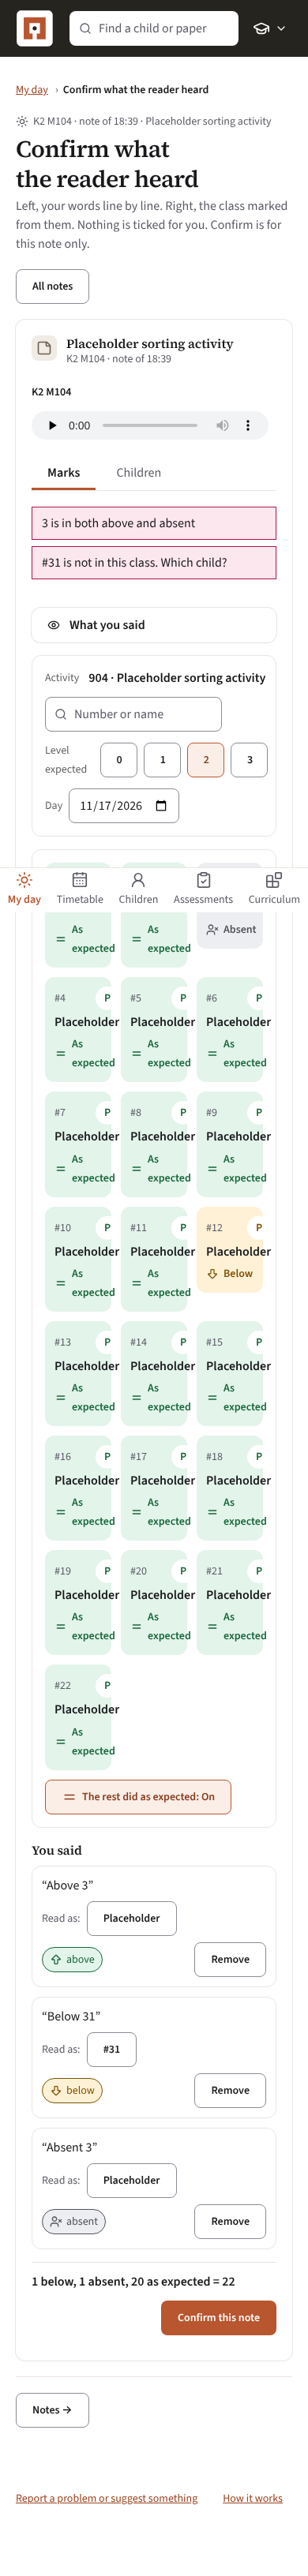 Find a child or paper
My day › Confirm what the reader heard
K2 M104 · note of 18:39 · Placeholder sorting activity
Confirm what
the reader heard
Left, your words line by line. Right, the class marked
from them. Nothing is ticked for you. Confirm is for
this note only.
All notes
Placeholder sorting activity
K2 M104 · note of 18:39
K2 M104
0:00
Marks Children
3 is in both above and absent
#31 is not in this class. Which child?
What you said
Activity 904 · Placeholder sorting activity
Number or name
Level
expected
0 1 2 3
Day 11/17/2026
My day Timetable Children Assessments Curriculum
As
expected
As
expected
Absent
#4 P #5 P #6 P
Placeholder Placeholder Placeholder
As
expected
As
expected
As
expected
#7 P #8 P #9 P
Placeholder Placeholder Placeholder
As
expected
As
expected
As
expected
#10 P #11 P #12 P
Placeholder Placeholder Placeholder
As
expected
As
expected
Below
#13 P #14 P #15 P
Placeholder Placeholder Placeholder
As
expected
As
expected
As
expected
#16 P #17 P #18 P
Placeholder Placeholder Placeholder
As
expected
As
expected
As
expected
#19 P #20 P #21 P
Placeholder Placeholder Placeholder
As
expected
As
expected
As
expected
#22 P
Placeholder
As
expected
The rest did as expected: On
You said
“Above 3”
Read as: Placeholder
above Remove
“Below 31”
Read as: #31
below Remove
“Absent 3”
Read as: Placeholder
absent Remove
1 below, 1 absent, 20 as expected = 22
Confirm this note
Notes →
Report a problem or suggest something How it works